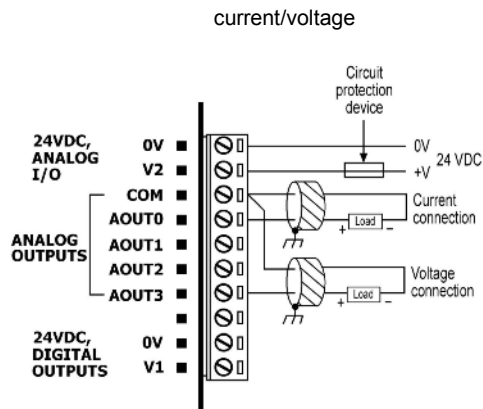 current/voltage
Circuit
protection
device
24VDC,
ANALOG
I/O
0V
V2
COM
AOUT0
AOUT1
AOUT2
AOUT3
ANALOG
OUTPUTS
24VDC,
DIGITAL
OUTPUTS
0V
V1
0V
24 VDC
+V
Current
connection
+ Load −
Voltage
connection
+ Load −